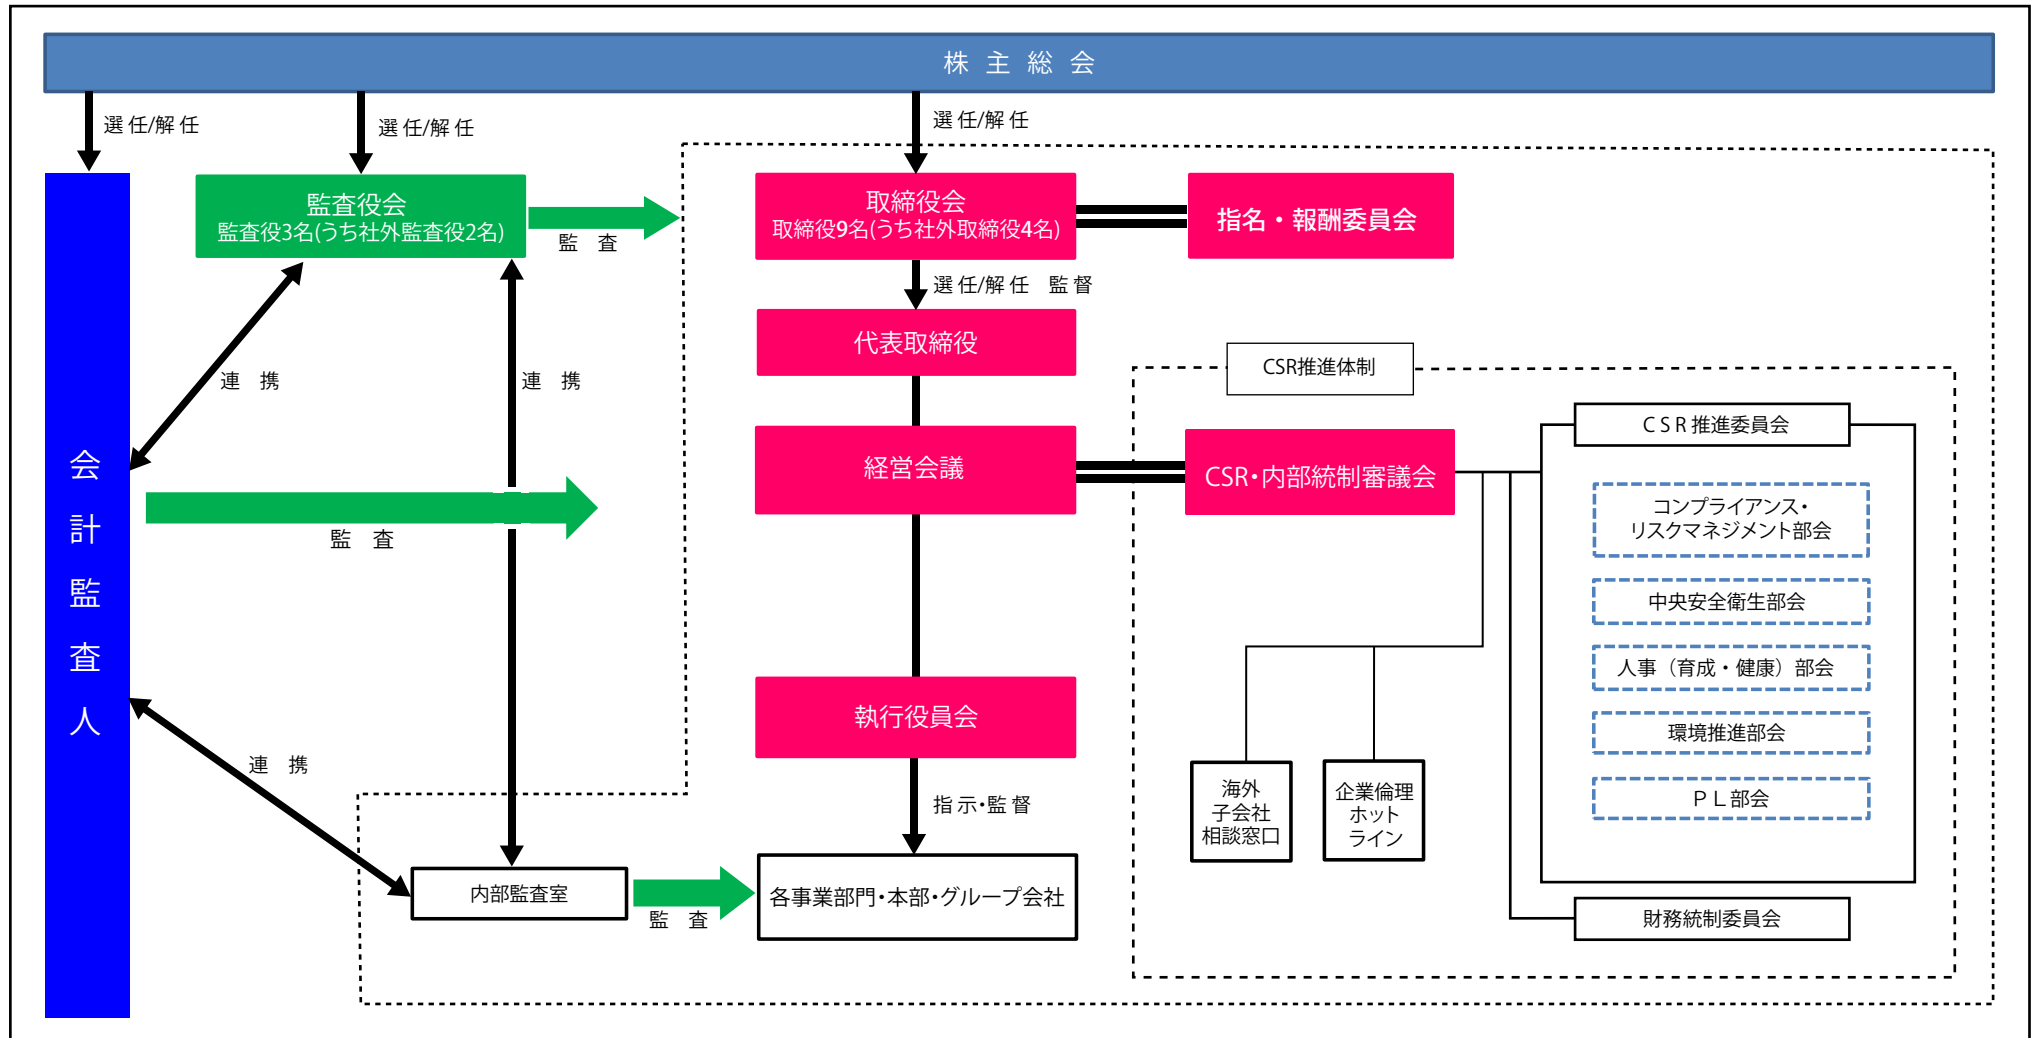 株主総会
選任/解任
選任/解任
選任/解任
監査役会
監査役3名(うち社外監査役2名)
監 査
取締役会
取締役9名(うち社外取締役4名)
指名・報酬委員会
選任/解任 監督
代表取締役
連 携
連 携
CSR推進体制
経営会議
CSR・内部統制審議会
CSR推進委員会
コンプライアンス・
リスクマネジメント部会
中央安全衛生部会
人事（育成・健康）部会
環境推進部会
ＰＬ部会
会計監査人
監 査
執行役員会
連 携
指示・監督
海外
子会社
相談窓口
企業倫理
ホット
ライン
内部監査室
監 査
各事業部門・本部・グループ会社
財務統制委員会